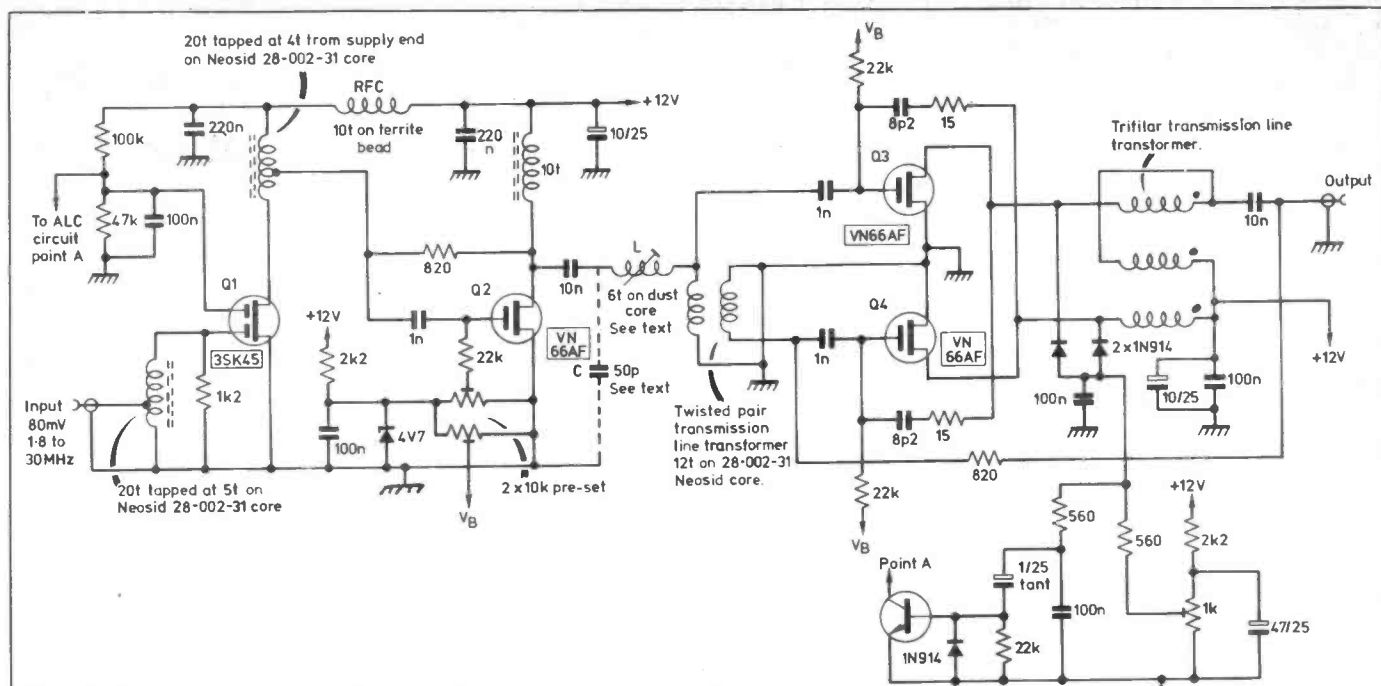 20t tapped at 4t trom supply end
on Neosid 28-002-31 core
RFC
10t on territe
bead
+12V
220n
220
n
10/25
100k
10t
To ALC
circuit
point A
47k
100n
820
Q1
3SK45
Q2
VN
66AF
10n
1n
22k
+12V
2k2
1k2
Input
80mV
1·8 to
30MHz
100n
4V7
20t tapped at 5t on
Neosid 28-002-31 core
2 x 10k pre-set
VB
C
50p
See text
L
6t on dust
core
See text
VB
22k
8p2
15
Q3
1n
VN66AF
Q4
1n
VN
66AF
Twisted pair
transmission
line transformer
12t on 28-002-31
Neosid core.
8p2
15
22k
VB
820
Trifilar transmission line
transtormer.
Output
10n
2x1N914
+12V
100n
10/25
100n
560
560
+12V
2k2
Point A
1/25
tant
100n
1k
47/25
1N914
22k